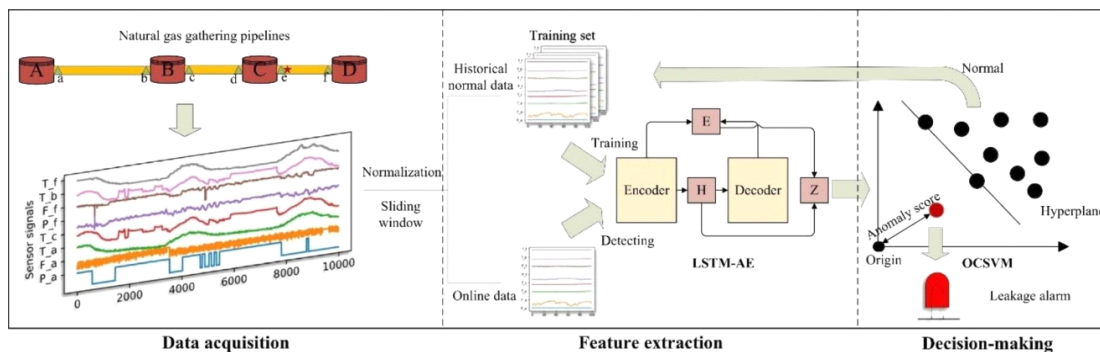 Natural gas gathering pipelines
A
B
C
D
a
b
c
d
e
f
Sensor signals
T_f
T_b
F_f
P_f
T_c
T_a
F_a
P_a
0
2000
4000
6000
8000
10000
Normalization
Sliding
window
Training set
Historical
normal data
Online data
Training
Detecting
E
Encoder
H
Decoder
Z
LSTM-AE
Normal
Hyperplane
Anomaly score
Origin
OCSVM
Leakage alarm
Data acquisition
Feature extraction
Decision-making